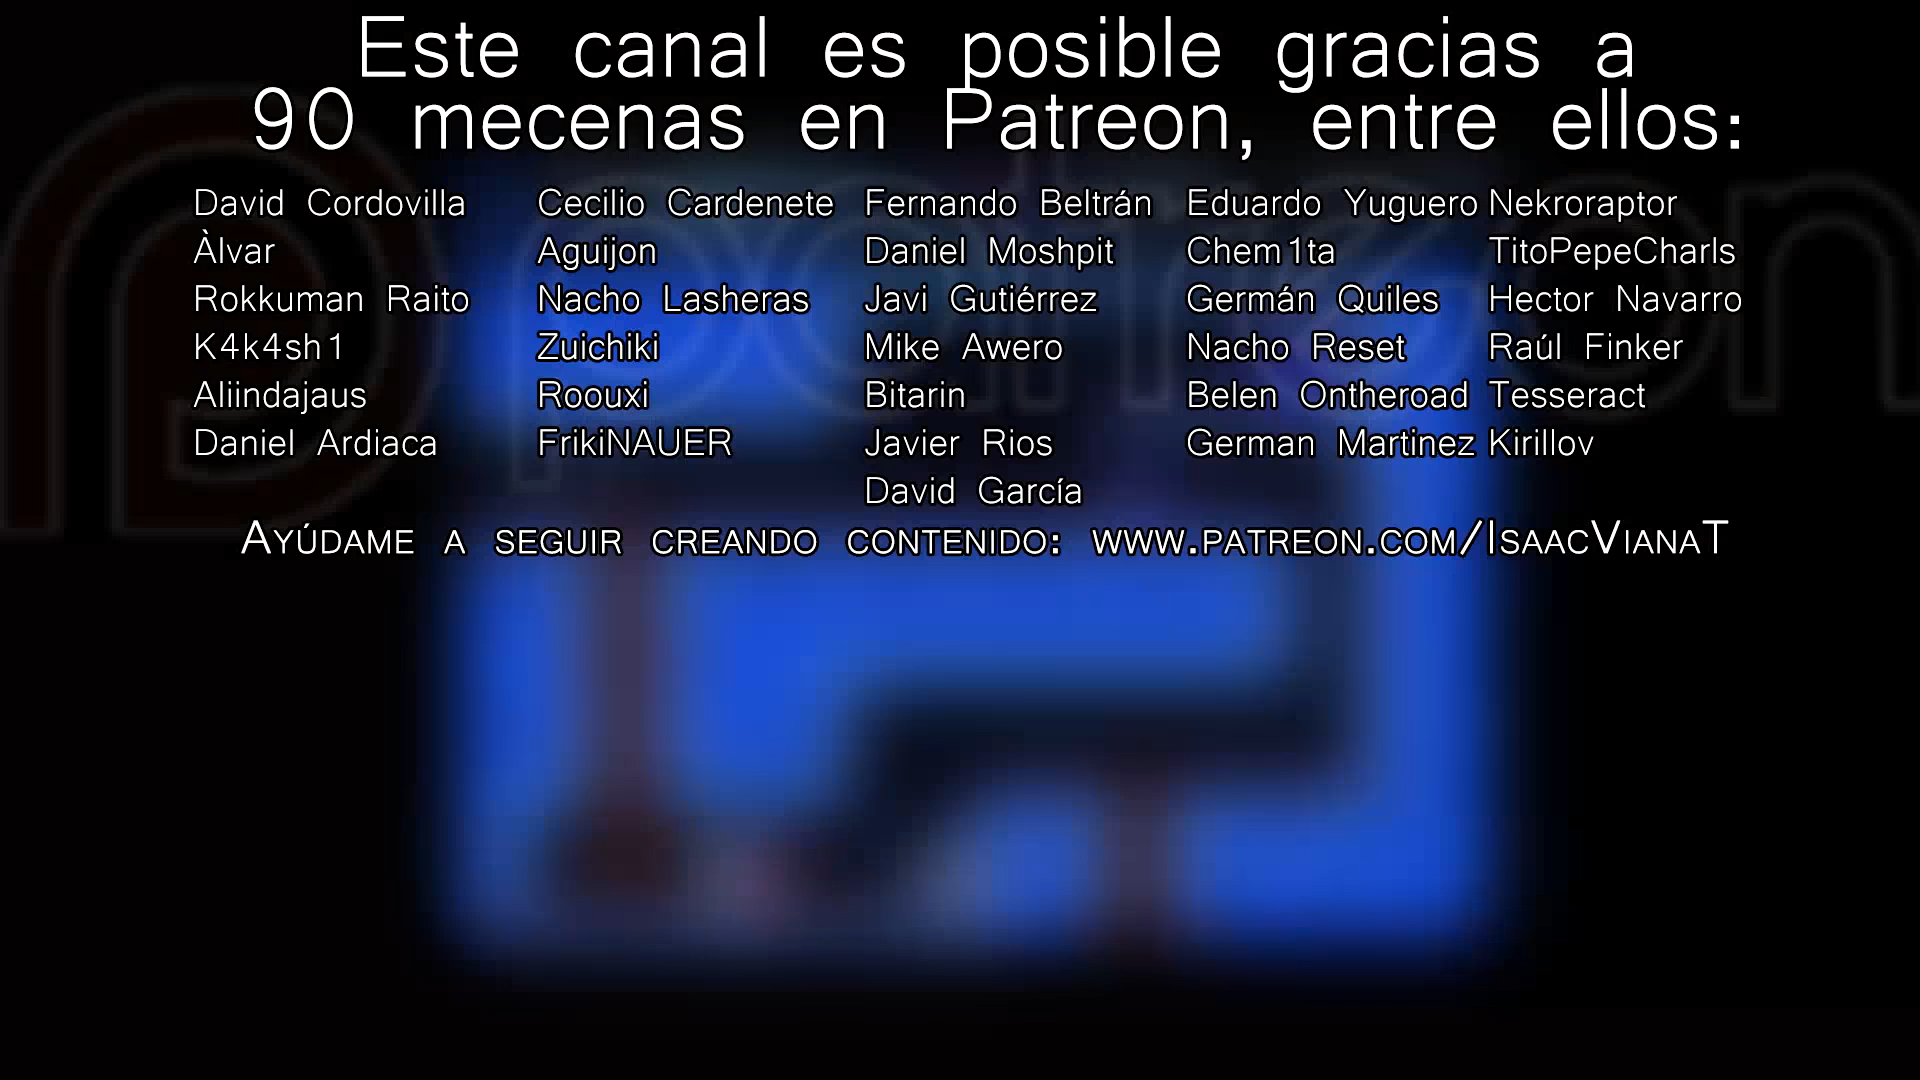 Este canal es posible gracias a
90 mecenas en Patreon, entre ellos:
David Cordovilla Cecilio Cardenete Fernando Beltrán Eduardo Yuguero Nekroraptor
Àlvar Aguijon Daniel Moshpit Chem1ta TitoPepeCharls
Rokkuman Raito Nacho Lasheras Javi Gutiérrez Germán Quiles Hector Navarro
K4k4sh1 Zuichiki Mike Awero Nacho Reset Raúl Finker
Aliindajaus Roouxi Bitarin Belen Ontheroad Tesseract
Daniel Ardiaca FrikiNAUER Javier Rios German Martinez Kirillov
David García
Ayúdame a seguir creando contenido: www.patreon.com/IsaacVianaT
patreon